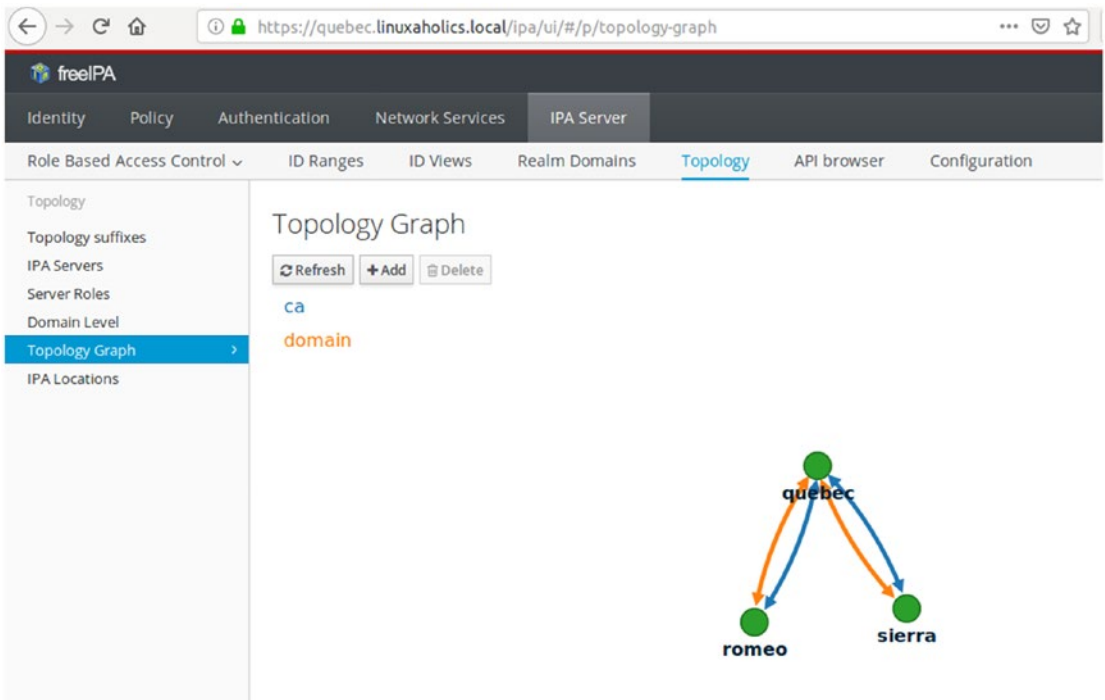 https://quebec.linuxaholics.local/ipa/ui/#/p/topology-graph
freeIPA
Identity Policy Authentication Network Services IPA Server
Role Based Access Control ID Ranges ID Views Realm Domains Topology API browser Configuration
Topology
Topology suffixes
IPA Servers
Server Roles
Domain Level
Topology Graph
IPA Locations
Topology Graph
Refresh +Add Delete
ca
domain
quebec
romeo
sierra